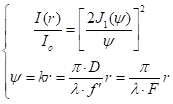 I(r)/I_o = [2J_1(ψ)/ψ]^2
ψ = kr = (π·D)/(λ·f') r = π/(λ·F) r